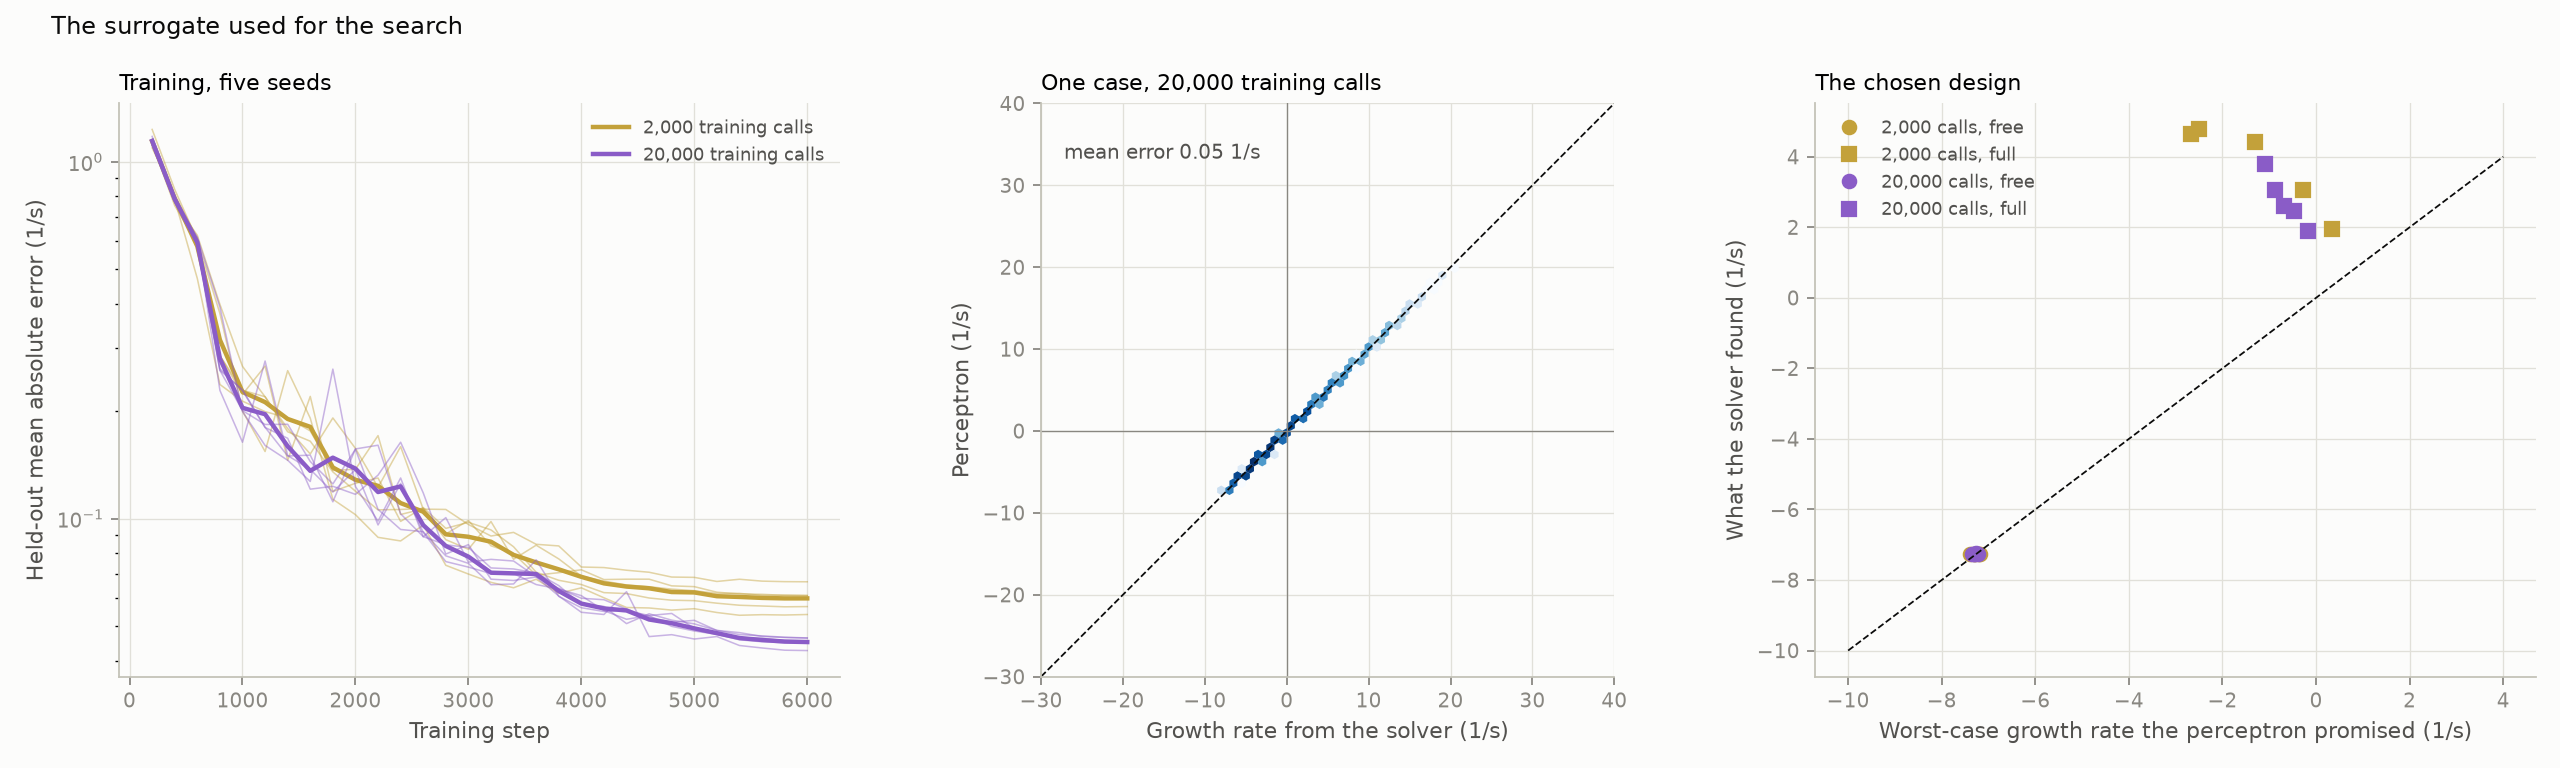 The surrogate used for the search
Training, five seeds
Held-out mean absolute error (1/s)
10⁰
10⁻¹
2,000 training calls
20,000 training calls
0
1000
2000
3000
4000
5000
6000
Training step
One case, 20,000 training calls
Perceptron (1/s)
40
30
20
10
0
−10
−20
−30
mean error 0.05 1/s
−30
−20
−10
0
10
20
30
40
Growth rate from the solver (1/s)
The chosen design
What the solver found (1/s)
4
2
0
−2
−4
−6
−8
−10
2,000 calls, free
2,000 calls, full
20,000 calls, free
20,000 calls, full
−10
−8
−6
−4
−2
0
2
4
Worst-case growth rate the perceptron promised (1/s)